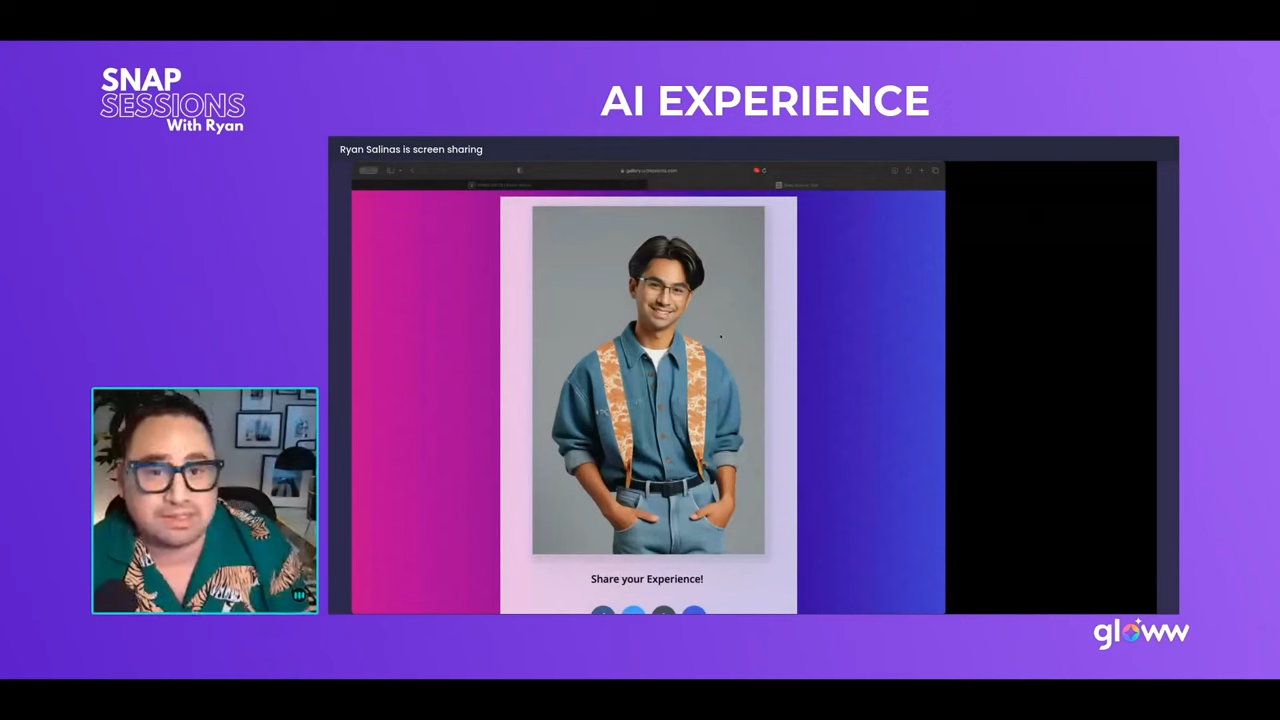 SNAP
SESSIONS
With Ryan
AI EXPERIENCE
Ryan Salinas is screen sharing
Share your Experience!
gloww